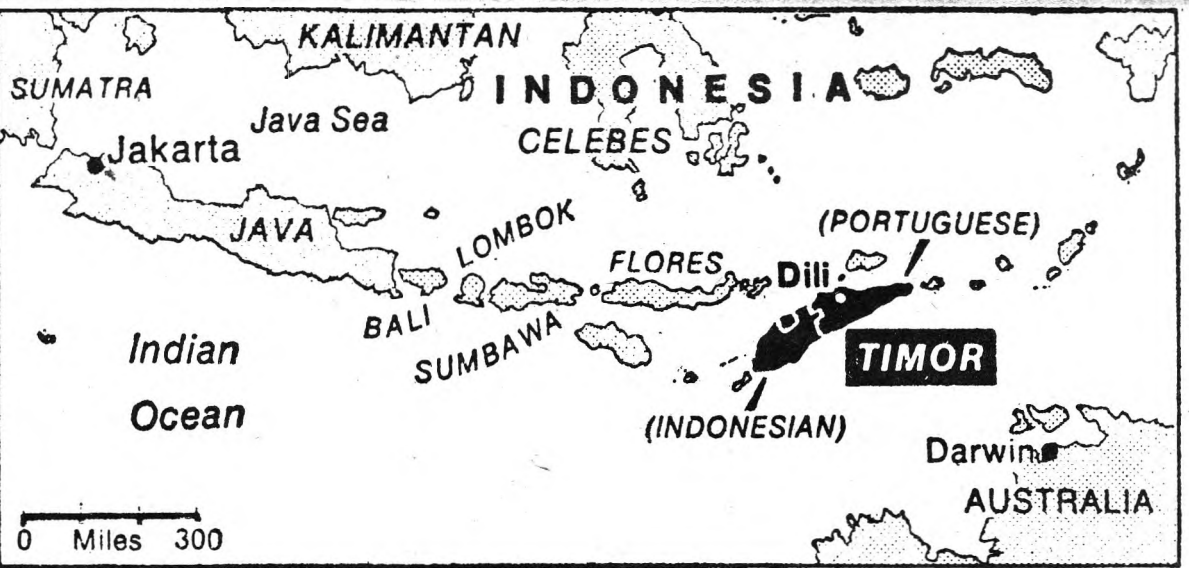 KALIMANTAN
SUMATRA
INDONESIA
Java Sea
CELEBES
Jakarta
JAVA
LOMBOK
(PORTUGUESE)
FLORES
Dili
BALI
SUMBAWA
Indian
Ocean
TIMOR
(INDONESIAN)
Darwin
AUSTRALIA
0 Miles 300